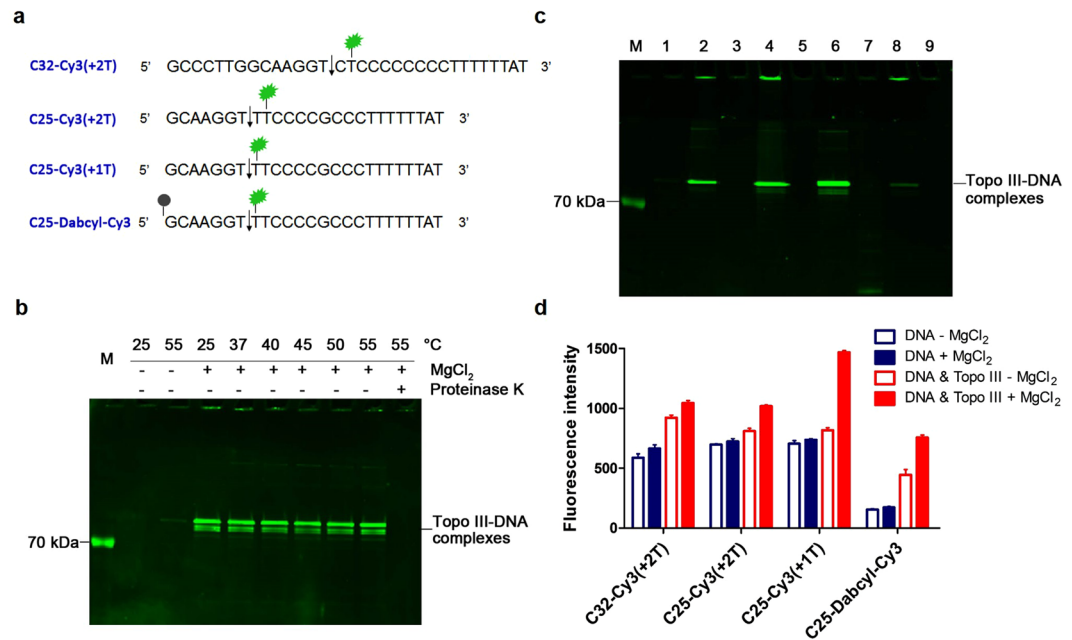 a
C32-Cy3(+2T) 5' GCCCTTGGCAAGGTCTCCCCCCCCTTTTTTAT 3'
C25-Cy3(+2T) 5' GCAAGGTTTCCCCGCCCTTTTTTAT 3'
C25-Cy3(+1T) 5' GCAAGGTTTCCCCGCCCTTTTTTAT 3'
C25-Dabcyl-Cy3 5' GCAAGGTTTCCCCGCCCTTTTTTAT 3'
b
M 25 55 25 37 40 45 50 55 55 °C
- - + + + + + + + MgCl2
- - - - - - - - + Proteinase K
70 kDa
Topo III-DNA
complexes
c
M 1 2 3 4 5 6 7 8 9
70 kDa
Topo III-DNA
complexes
d
Fluorescence intensity
1500
1000
500
0
DNA - MgCl2
DNA + MgCl2
DNA & Topo III - MgCl2
DNA & Topo III + MgCl2
C32-Cy3(+2T)
C25-Cy3(+2T)
C25-Cy3(+1T)
C25-Dabcyl-Cy3